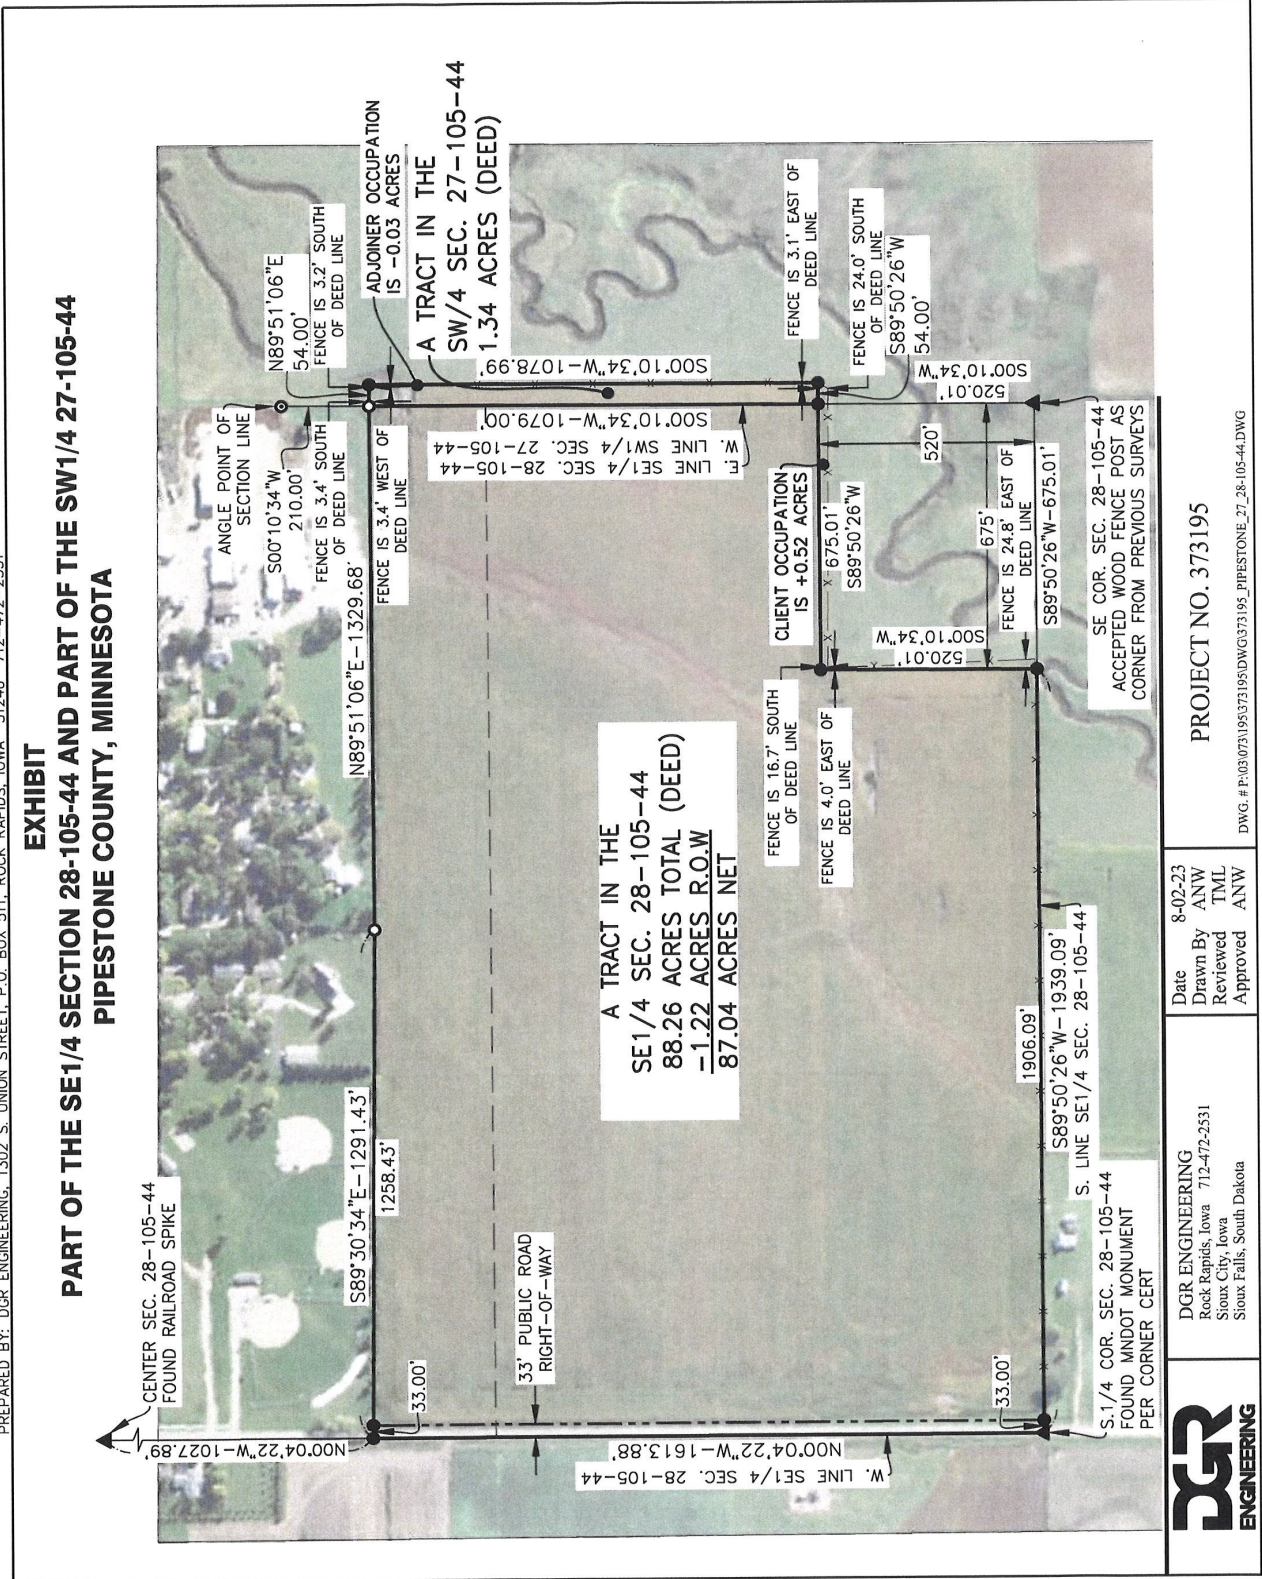 PREPARED BY: DGR ENGINEERING, 1302 S. UNION STREET, P.O. BOX 511, ROCK RAPIDS, IOWA 51246 712-472-2531
EXHIBIT
PART OF THE SE1/4 SECTION 28-105-44 AND PART OF THE SW1/4 27-105-44
PIPESTONE COUNTY, MINNESOTA
CENTER SEC. 28-105-44
FOUND RAILROAD SPIKE
N00°04'22"W-1027.89'
33.00'
S89°30'34"E-1291.43'
1258.43'
N89°51'06"E-1329.68'
ANGLE POINT OF
SECTION LINE
S00°10'34"W
210.00'
FENCE IS 3.4' SOUTH
OF DEED LINE
FENCE IS 3.4' WEST OF
DEED LINE
N89°51'06"E
54.00'
FENCE IS 3.2' SOUTH
OF DEED LINE
ADJOINER OCCUPATION
IS -0.03 ACRES
A TRACT IN THE
SW/4 SEC. 27-105-44
1.34 ACRES (DEED)
S00°10'34"W-1078.99'
S00°10'34"W-1079.00'
E. LINE SE1/4 SEC. 28-105-44
W. LINE SW1/4 SEC. 27-105-44
33' PUBLIC ROAD
RIGHT-OF-WAY
N00°04'22"W-1613.88'
W. LINE SE1/4 SEC. 28-105-44
A TRACT IN THE
SE1/4 SEC. 28-105-44
88.26 ACRES TOTAL (DEED)
-1.22 ACRES R.O.W
87.04 ACRES NET
FENCE IS 16.7' SOUTH
OF DEED LINE
FENCE IS 4.0' EAST OF
DEED LINE
CLIENT OCCUPATION
IS +0.52 ACRES
675.01'
S89°50'26"W
FENCE IS 3.1' EAST OF
DEED LINE
FENCE IS 24.0' SOUTH
OF DEED LINE
S89°50'26"W
54.00'
S00°10'34"W
520.01'
520'
675'
S00°10'34"W
520.01'
FENCE IS 24.8' EAST OF
DEED LINE
S89°50'26"W-675.01'
SE COR. SEC. 28-105-44
ACCEPTED WOOD FENCE POST AS
CORNER FROM PREVIOUS SURVEYS
33.00'
1906.09'
S89°50'26"W-1939.09'
S. LINE SE1/4 SEC. 28-105-44
S.1/4 COR. SEC. 28-105-44
FOUND MNDOT MONUMENT
PER CORNER CERT
DGR
ENGINEERING
DGR ENGINEERING
Rock Rapids, Iowa 712-472-2531
Sioux City, Iowa
Sioux Falls, South Dakota
Date 8-02-23
Drawn By ANW
Reviewed TML
Approved ANW
PROJECT NO. 373195
DWG. # P:\03\073\195\373195\DWG\373195_PIPESTONE_27_28-105-44.DWG